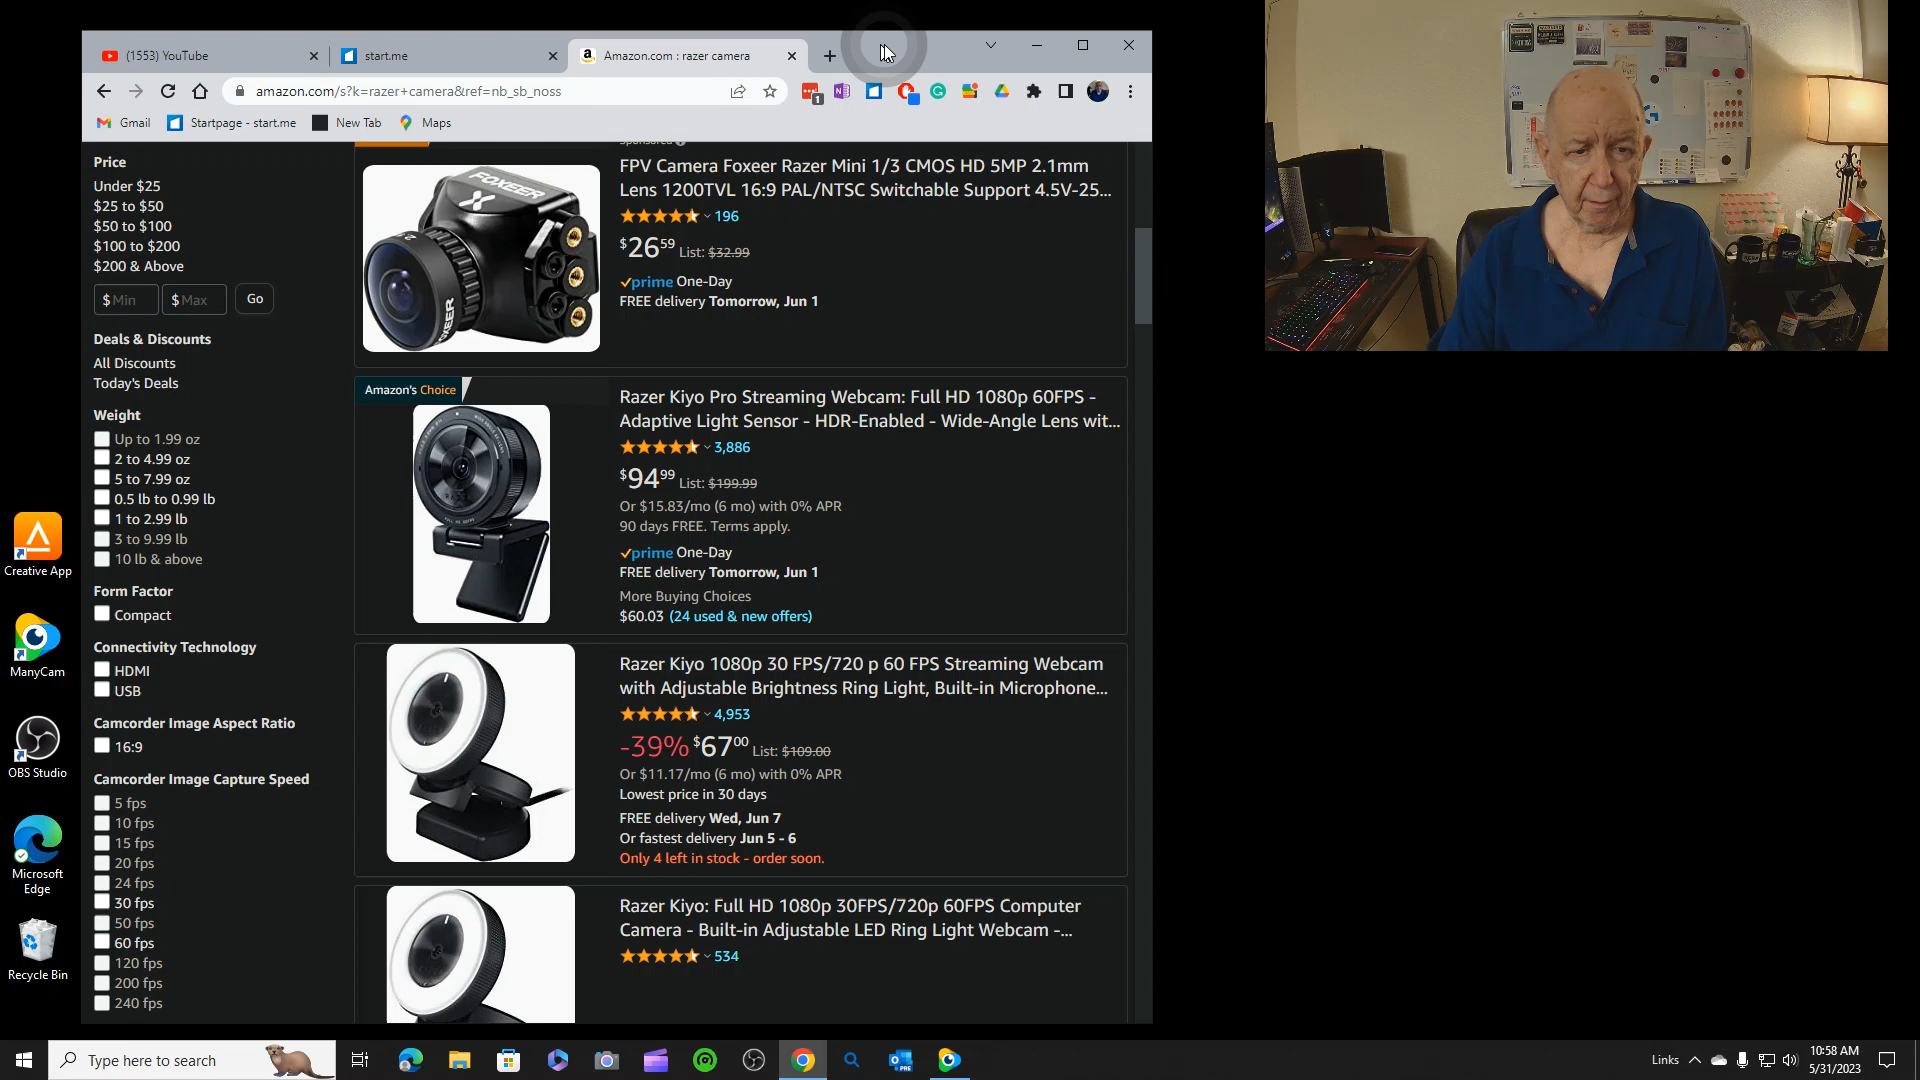 (1553) YouTube
start.me
Amazon.com : razer camera
amazon.com/s?k=razer+camera&ref=nb_sb_noss
1
Gmail
Startpage - start.me
New Tab
Maps
Price
Under $25
$25 to $50
$50 to $100
$100 to $200
$200 & Above
$ Min
$ Max
Go
Deals & Discounts
All Discounts
Today's Deals
Weight
Up to 1.99 oz
2 to 4.99 oz
5 to 7.99 oz
0.5 lb to 0.99 lb
1 to 2.99 lb
3 to 9.99 lb
10 lb & above
Form Factor
Compact
Connectivity Technology
HDMI
USB
Camcorder Image Aspect Ratio
16:9
Camcorder Image Capture Speed
5 fps
10 fps
15 fps
20 fps
24 fps
30 fps
50 fps
60 fps
120 fps
200 fps
240 fps
Sponsored
FOXEER
FOXEER
FPV Camera Foxeer Razer Mini 1/3 CMOS HD 5MP 2.1mm
Lens 1200TVL 16:9 PAL/NTSC Switchable Support 4.5V-25...
196
$26 59 List: $32.99
prime One-Day
FREE delivery Tomorrow, Jun 1
Amazon's Choice
Razer Kiyo Pro Streaming Webcam: Full HD 1080p 60FPS -
Adaptive Light Sensor - HDR-Enabled - Wide-Angle Lens wit...
3,886
$94 99 List: $199.99
Or $15.83/mo (6 mo) with 0% APR
90 days FREE. Terms apply.
prime One-Day
FREE delivery Tomorrow, Jun 1
More Buying Choices
$60.03 (24 used & new offers)
Razer Kiyo 1080p 30 FPS/720 p 60 FPS Streaming Webcam
with Adjustable Brightness Ring Light, Built-in Microphone...
4,953
-39% $67 00 List: $109.00
Or $11.17/mo (6 mo) with 0% APR
Lowest price in 30 days
FREE delivery Wed, Jun 7
Or fastest delivery Jun 5 - 6
Only 4 left in stock - order soon.
Razer Kiyo: Full HD 1080p 30FPS/720p 60FPS Computer
Camera - Built-in Adjustable LED Ring Light Webcam -...
534
Creative App
ManyCam
OBS Studio
Microsoft
Edge
Recycle Bin
Type here to search
Links
10:58 AM
5/31/2023